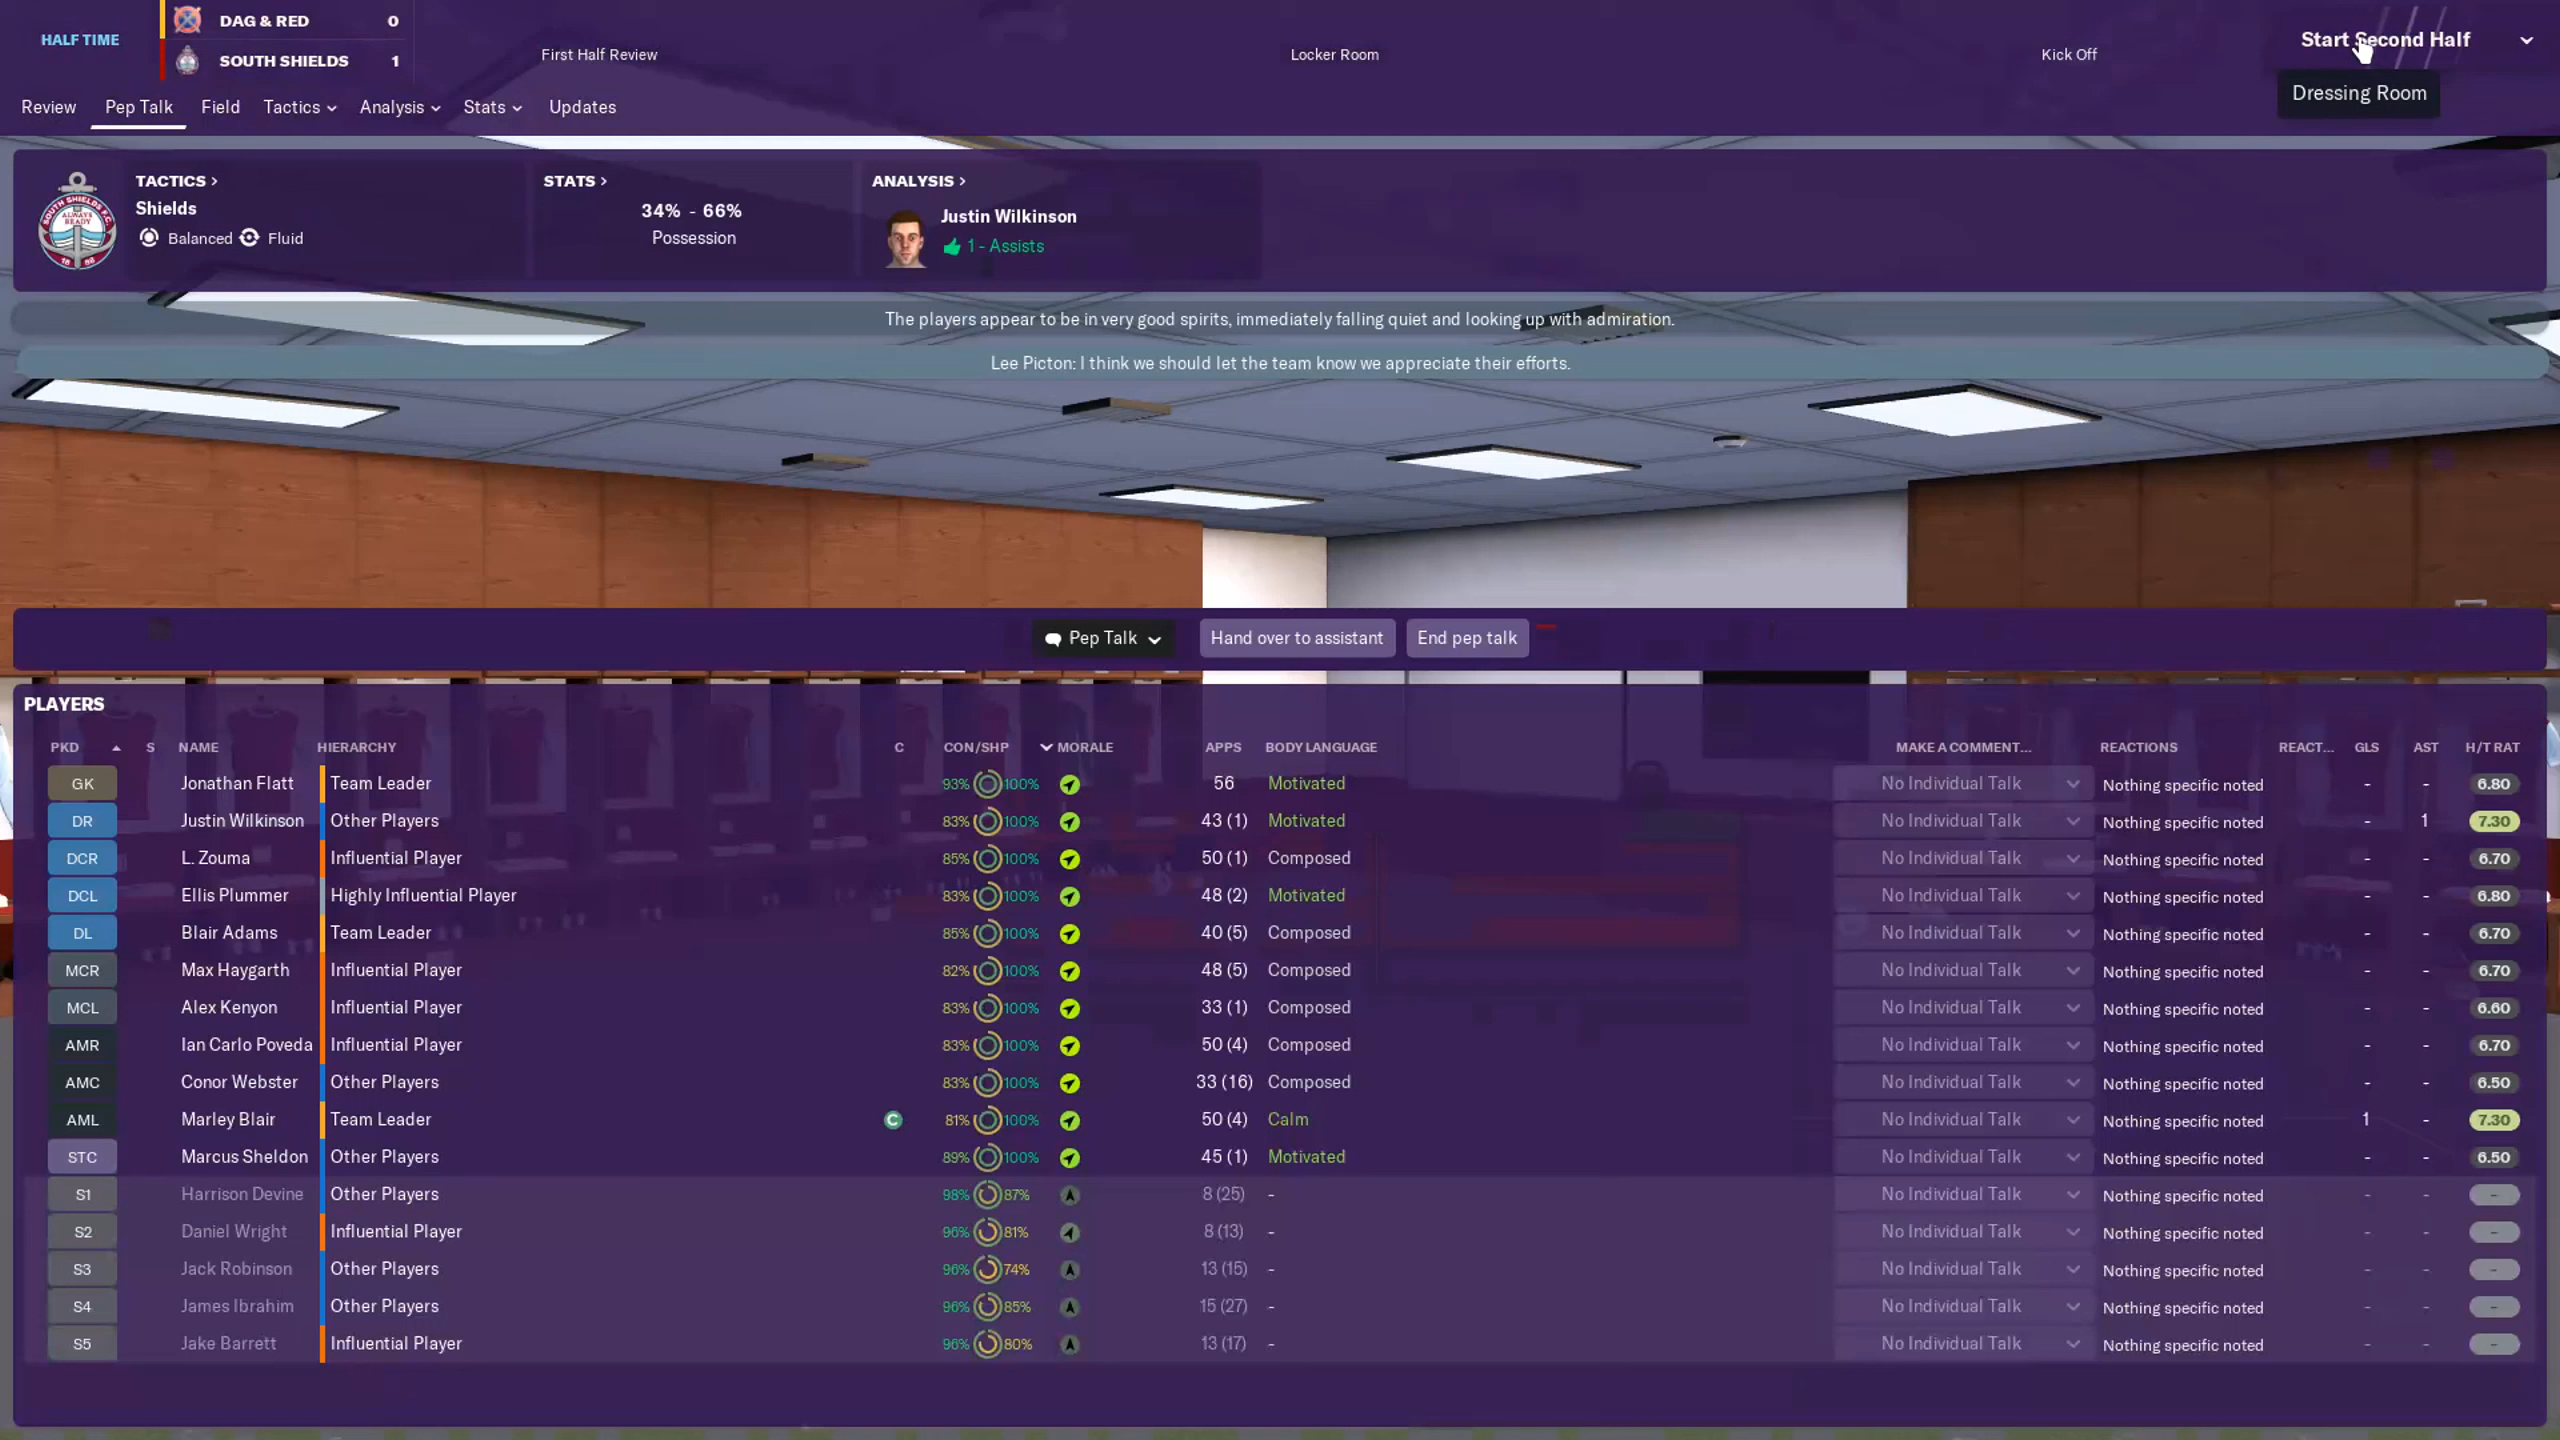 HALF TIME
DAG & RED 0
SOUTH SHIELDS 1
First Half Review
Locker Room
Kick Off
Start Second Half
Dressing Room
Review Pep Talk Field Tactics Analysis Stats Updates
SOUTH SHIELDS F.C.
ALWAYS READY
TACTICS >
Shields
Balanced Fluid
STATS >
34% - 66%
Possession
ANALYSIS >
Justin Wilkinson
1 - Assists
The players appear to be in very good spirits, immediately falling quiet and looking up with admiration.
Lee Picton: I think we should let the team know we appreciate their efforts.
Pep Talk Hand over to assistant End pep talk
PLAYERS
PKD S NAME HIERARCHY C CON/SHP MORALE APPS BODY LANGUAGE MAKE A COMMENT... REACTIONS REACT... GLS AST H/T RAT
GK Jonathan Flatt Team Leader 93% 100% 56 Motivated No Individual Talk Nothing specific noted - - 6.80
DR Justin Wilkinson Other Players 83% 100% 43 (1) Motivated No Individual Talk Nothing specific noted - 1 7.30
DCR L. Zouma Influential Player 85% 100% 50 (1) Composed No Individual Talk Nothing specific noted - - 6.70
DCL Ellis Plummer Highly Influential Player 83% 100% 48 (2) Motivated No Individual Talk Nothing specific noted - - 6.80
DL Blair Adams Team Leader 85% 100% 40 (5) Composed No Individual Talk Nothing specific noted - - 6.70
MCR Max Haygarth Influential Player 82% 100% 48 (5) Composed No Individual Talk Nothing specific noted - - 6.70
MCL Alex Kenyon Influential Player 83% 100% 33 (1) Composed No Individual Talk Nothing specific noted - - 6.60
AMR Ian Carlo Poveda Influential Player 83% 100% 50 (4) Composed No Individual Talk Nothing specific noted - - 6.70
AMC Conor Webster Other Players 83% 100% 33 (16) Composed No Individual Talk Nothing specific noted - - 6.50
AML Marley Blair Team Leader C 81% 100% 50 (4) Calm No Individual Talk Nothing specific noted 1 - 7.30
STC Marcus Sheldon Other Players 89% 100% 45 (1) Motivated No Individual Talk Nothing specific noted - - 6.50
S1 Harrison Devine Other Players 98% 87% 8 (25) - No Individual Talk Nothing specific noted - - -
S2 Daniel Wright Influential Player 96% 81% 8 (13) - No Individual Talk Nothing specific noted - - -
S3 Jack Robinson Other Players 96% 74% 13 (15) - No Individual Talk Nothing specific noted - - -
S4 James Ibrahim Other Players 96% 85% 15 (27) - No Individual Talk Nothing specific noted - - -
S5 Jake Barrett Influential Player 96% 80% 13 (17) - No Individual Talk Nothing specific noted - - -